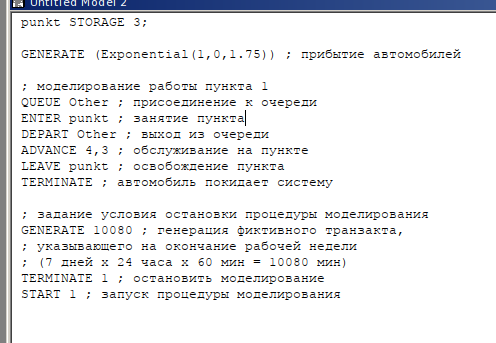 Untitled Model 2
punkt STORAGE 3;
GENERATE (Exponential(1,0,1.75)) ; прибытие автомобилей
; моделирование работы пункта 1
QUEUE Other ; присоединение к очереди
ENTER punkt ; занятие пункта
DEPART Other ; выход из очереди
ADVANCE 4,3 ; обслуживание на пункте
LEAVE punkt ; освобождение пункта
TERMINATE ; автомобиль покидает систему
; задание условия остановки процедуры моделирования
GENERATE 10080 ; генерация фиктивного транзакта,
; указывающего на окончание рабочей недели
; (7 дней х 24 часа х 60 мин = 10080 мин)
TERMINATE 1 ; остановить моделирование
START 1 ; запуск процедуры моделирования